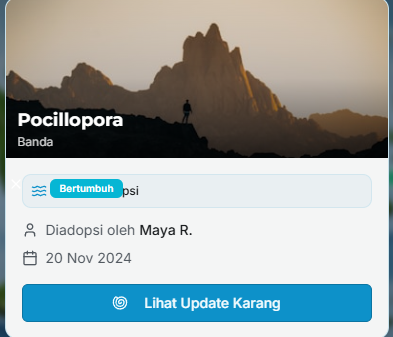 Pocillopora
Banda
Bertumbuh psi
Diadopsi oleh Maya R.
20 Nov 2024
Lihat Update Karang